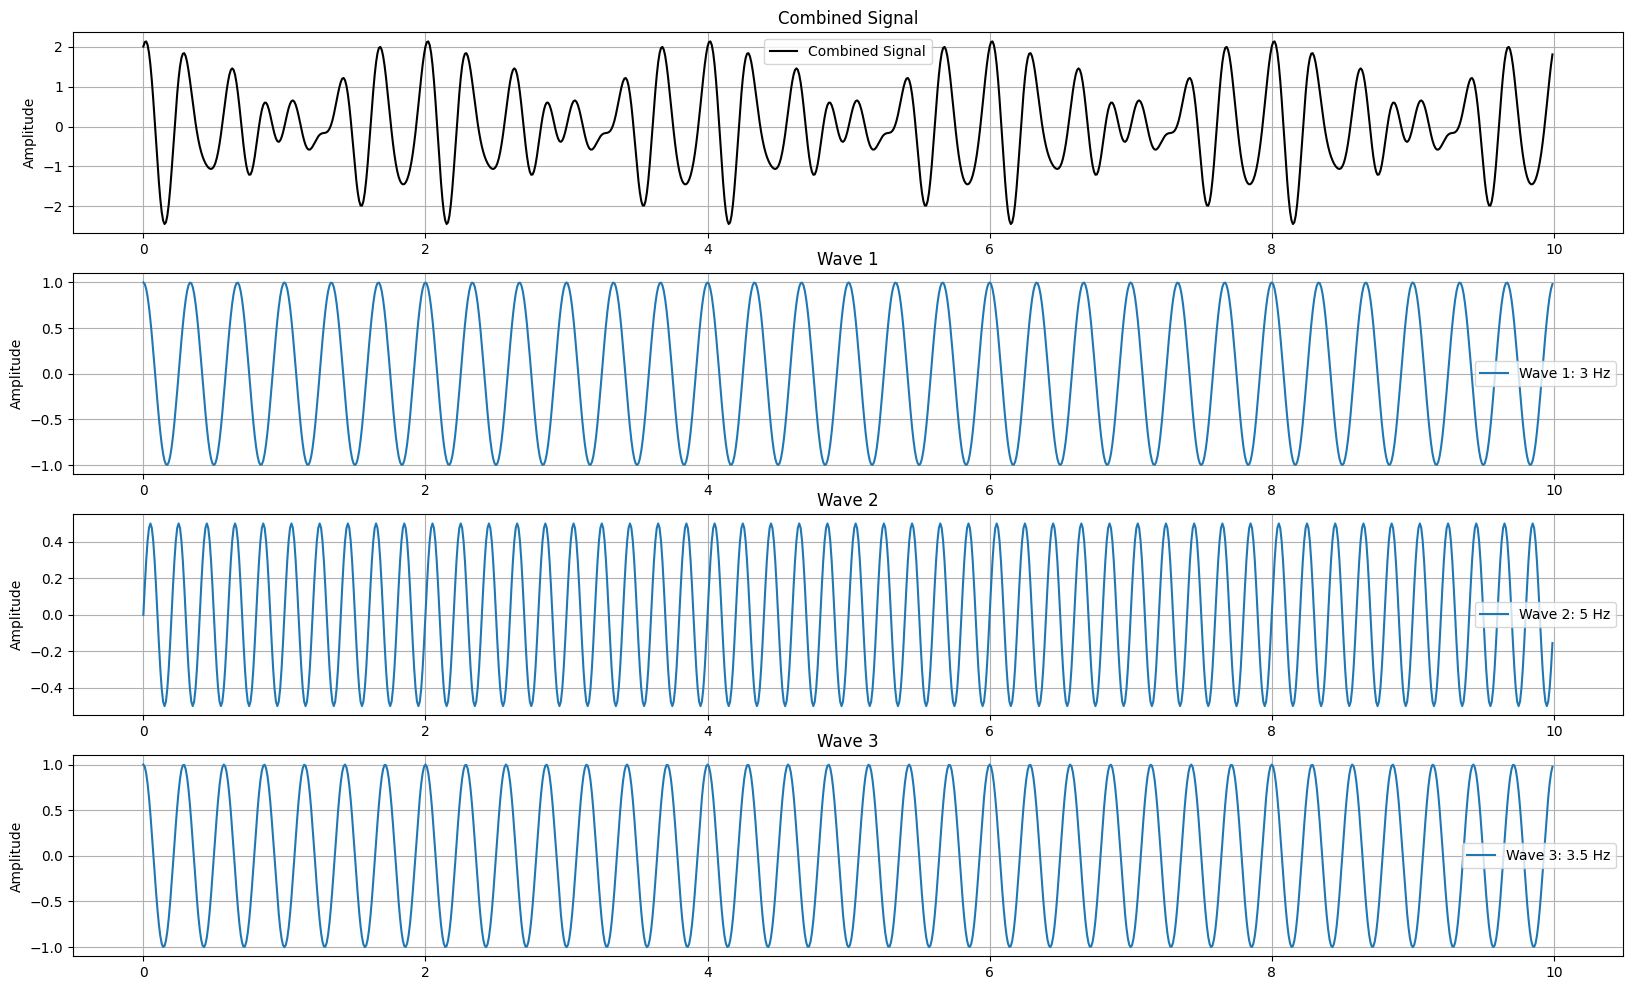 Combined Signal
Combined Signal
Amplitude
2
1
0
−1
−2
0 2 4 6 8 10
Wave 1
Amplitude
1.0
0.5
0.0
−0.5
−1.0
Wave 1: 3 Hz
0 2 4 6 8 10
Wave 2
Amplitude
0.4
0.2
0.0
−0.2
−0.4
Wave 2: 5 Hz
0 2 4 6 8 10
Wave 3
Amplitude
1.0
0.5
0.0
−0.5
−1.0
Wave 3: 3.5 Hz
0 2 4 6 8 10